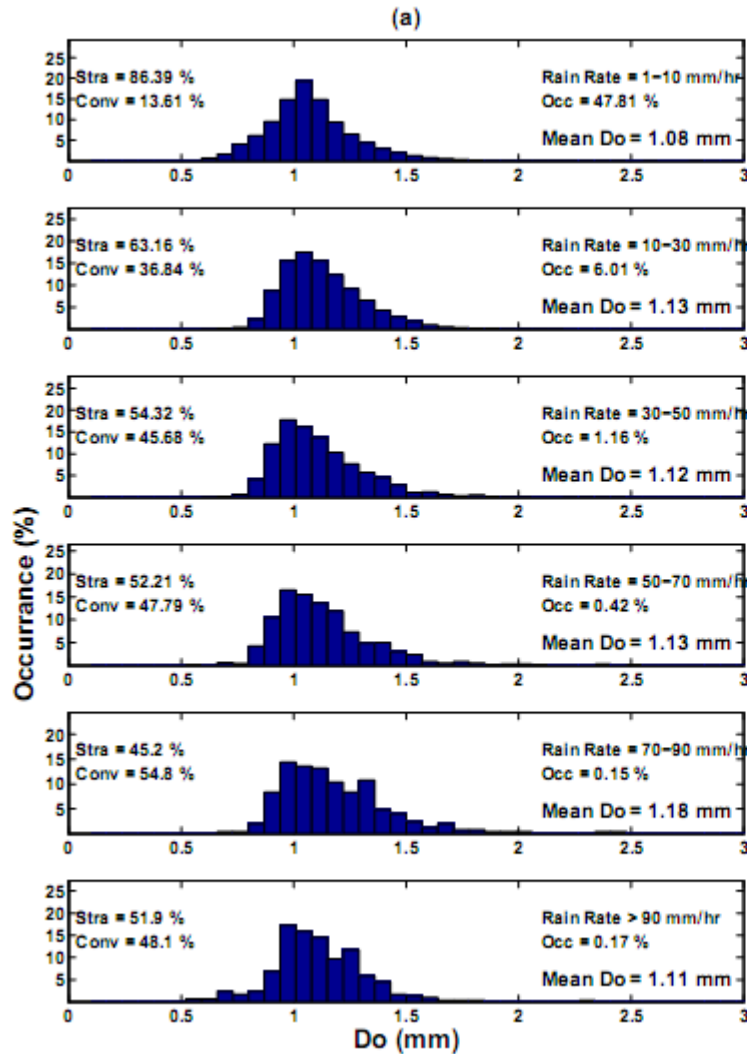 (a)
25
20
15
10
5
Stra = 86.39 %
Conv = 13.61 %
Rain Rate = 1-10 mm/hr
Occ = 47.81 %
Mean Do = 1.08 mm
0 0.5 1 1.5 2 2.5 3
25
20
15
10
5
Stra = 63.16 %
Conv = 36.84 %
Rain Rate = 10-30 mm/hr
Occ = 6.01 %
Mean Do = 1.13 mm
0 0.5 1 1.5 2 2.5 3
25
20
15
10
5
Stra = 54.32 %
Conv = 45.68 %
Rain Rate = 30-50 mm/hr
Occ = 1.16 %
Mean Do = 1.12 mm
0 0.5 1 1.5 2 2.5 3
Occurrance (%)
25
20
15
10
5
Stra = 52.21 %
Conv = 47.79 %
Rain Rate = 50-70 mm/hr
Occ = 0.42 %
Mean Do = 1.13 mm
0 0.5 1 1.5 2 2.5 3
20
15
10
5
Stra = 45.2 %
Conv = 54.8 %
Rain Rate = 70-90 mm/hr
Occ = 0.15 %
Mean Do = 1.18 mm
0 0.5 1 1.5 2 2.5 3
25
20
15
10
5
Stra = 51.9 %
Conv = 48.1 %
Rain Rate > 90 mm/hr
Occ = 0.17 %
Mean Do = 1.11 mm
0 0.5 1 1.5 2 2.5 3
Do (mm)